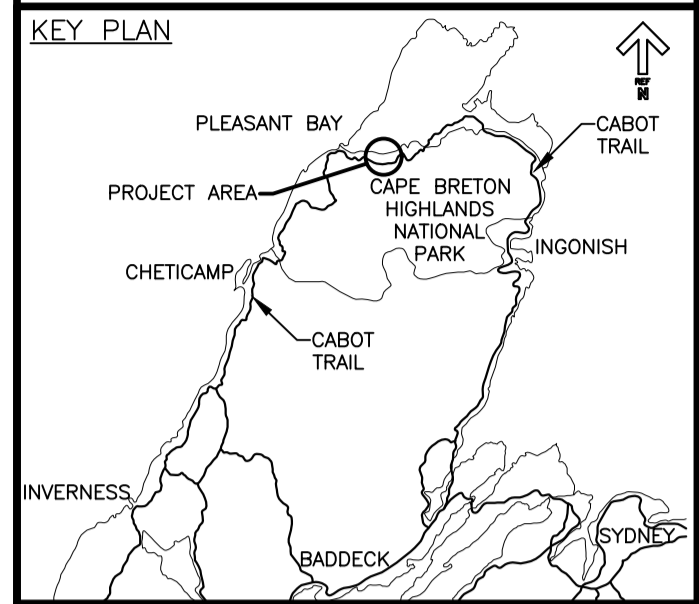 KEY PLAN
REF
N
PLEASANT BAY
CABOT
TRAIL
PROJECT AREA
CAPE BRETON
HIGHLANDS
NATIONAL
PARK
INGONISH
CHETICAMP
CABOT
TRAIL
INVERNESS
SYDNEY
BADDECK